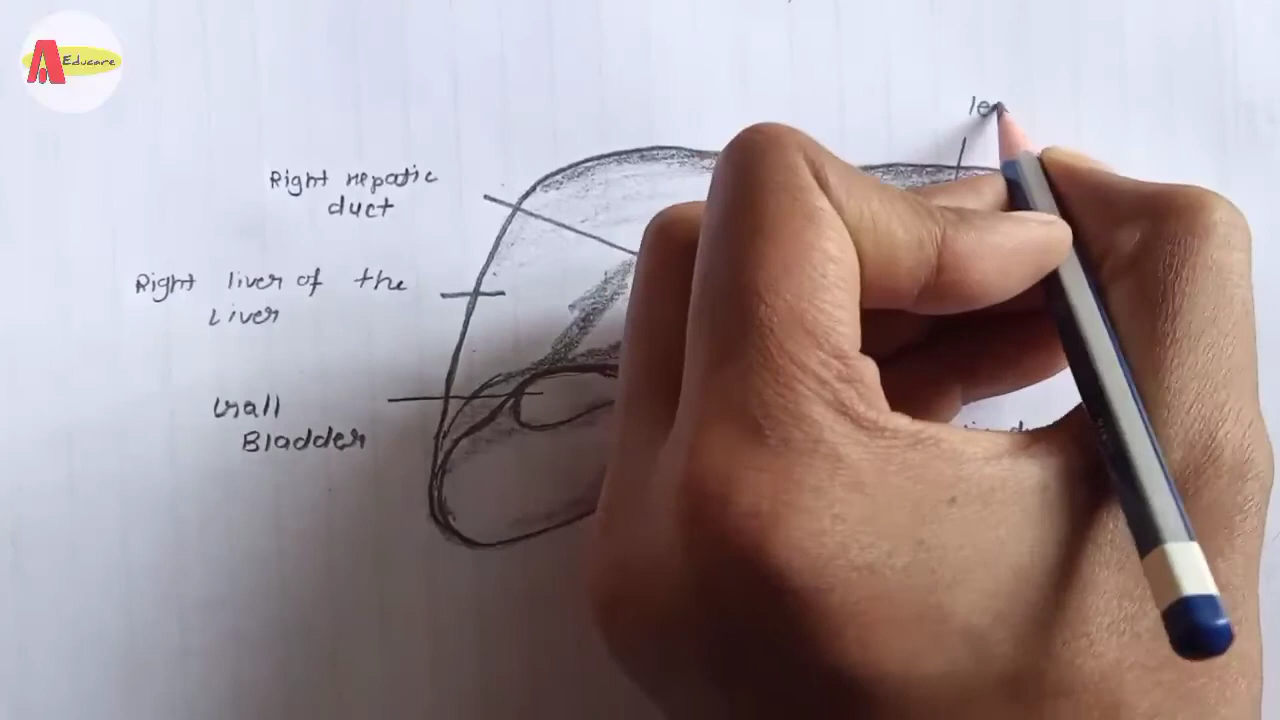 A Educare
le
Right hepatic
duct
Right liver of the
Liver
Gall
Bladder